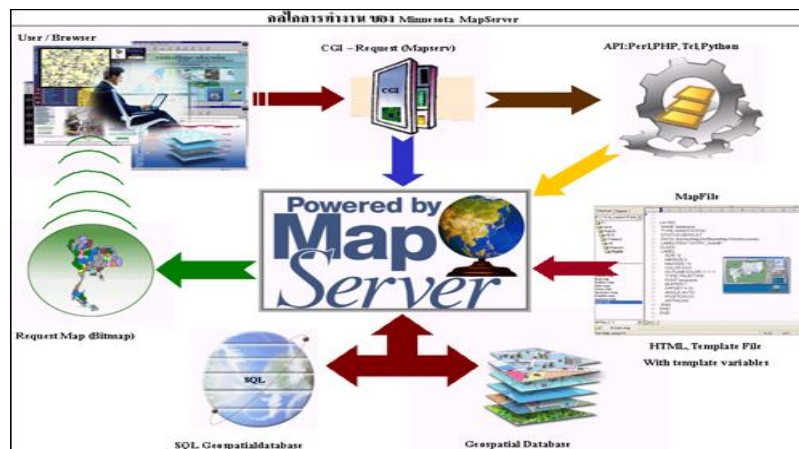 กลไกการทำงาน ของ Minnesota MapServer
User / Browser
CGI – Request (Mapserv)
API:Perl,PHP, Tcl,Python
CGI
MapFile
Powered by
Map
Server
Request Map (Bitmap)
HTML, Template File
With template variables
SQL
SQL Geospatialdatabase
Geospatial Database